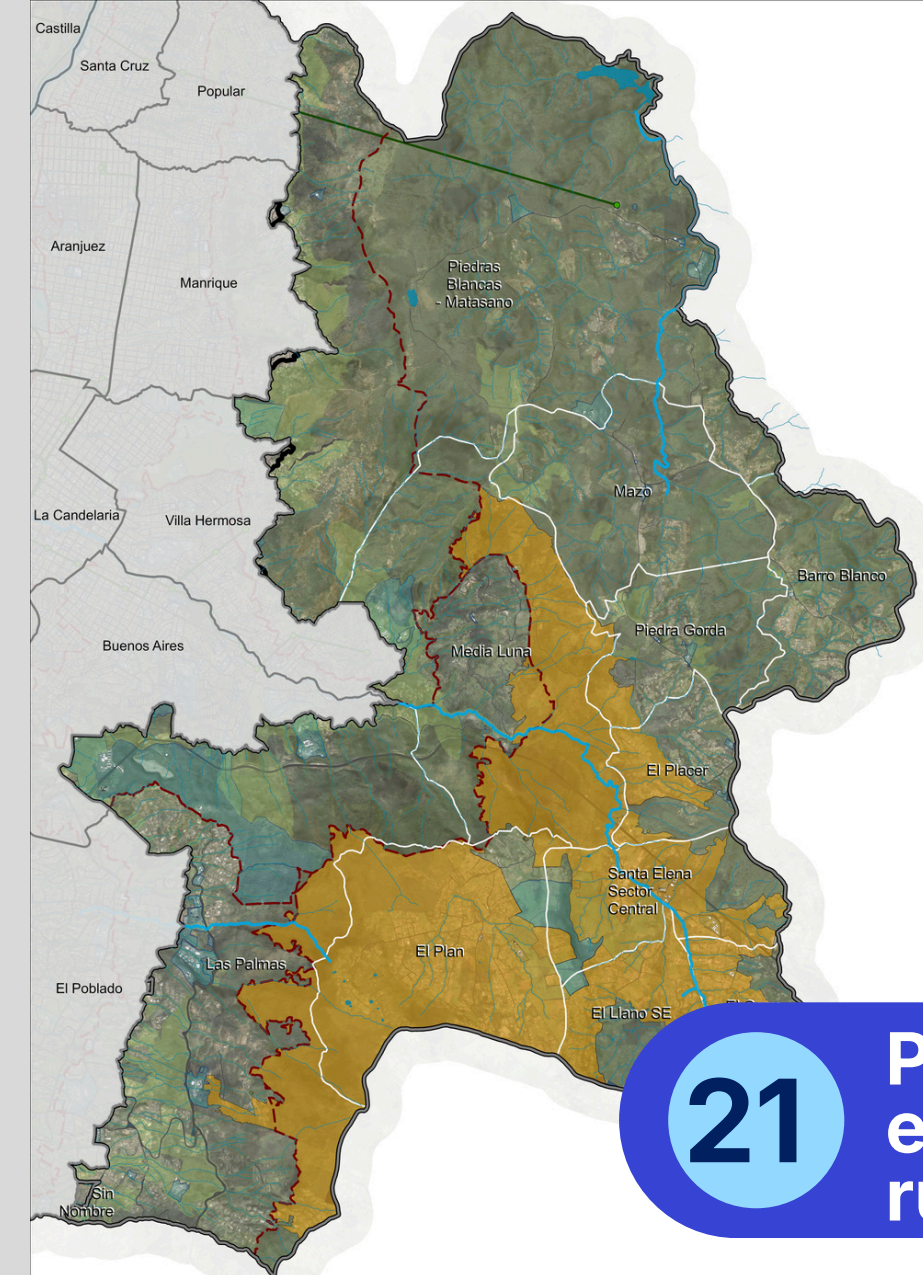 Castilla
Santa Cruz
Popular
Aranjuez
Manrique
Piedras
Blancas
- Matasano
La Candelaria
Villa Hermosa
Mazo
Barro Blanco
Buenos Aires
Media Luna
Piedra Gorda
El Placer
Santa Elena
Sector -
Central
El Plan
Las Palmas
El Poblado
El Llano SE
Sin
Nombre
21